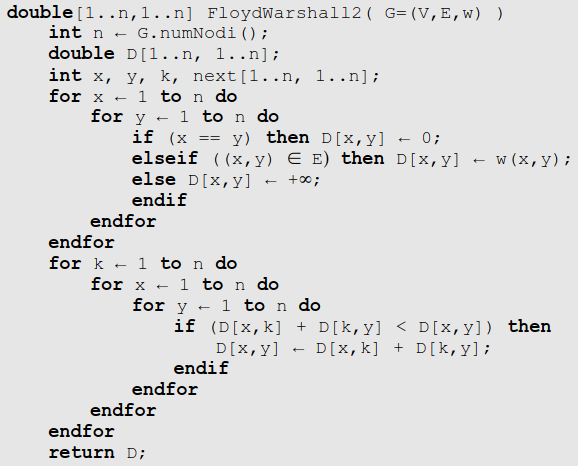 double[1..n,1..n] FloydWarshall2( G=(V,E,w) )
    int n ← G.numNodi();
    double D[1..n, 1..n];
    int x, y, k, next[1..n, 1..n];
    for x ← 1 to n do
        for y ← 1 to n do
            if (x == y) then D[x,y] ← 0;
            elseif ((x,y) ∈ E) then D[x,y] ← w(x,y);
            else D[x,y] ← +∞;
            endif
        endfor
    endfor
    for k ← 1 to n do
        for x ← 1 to n do
            for y ← 1 to n do
                if (D[x,k] + D[k,y] < D[x,y]) then
                    D[x,y] ← D[x,k] + D[k,y];
                endif
            endfor
        endfor
    endfor
    return D;